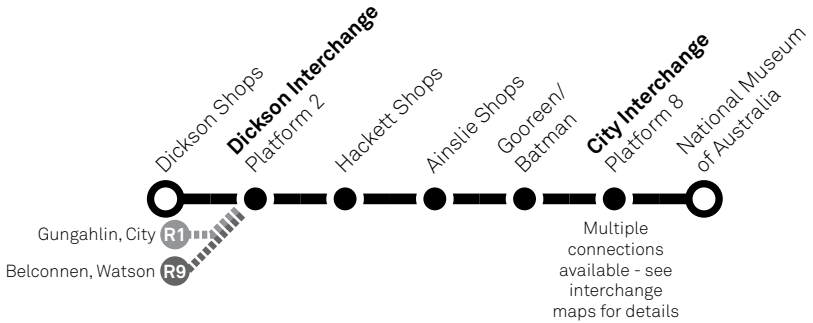 Dickson Shops
Dickson Interchange
Platform 2
Hackett Shops
Ainslie Shops
Gooreen/
Batman
City Interchange
Platform 8
National Museum
of Australia
Gungahlin, City R1
Belconnen, Watson R9
Multiple
connections
available - see
interchange
maps for details